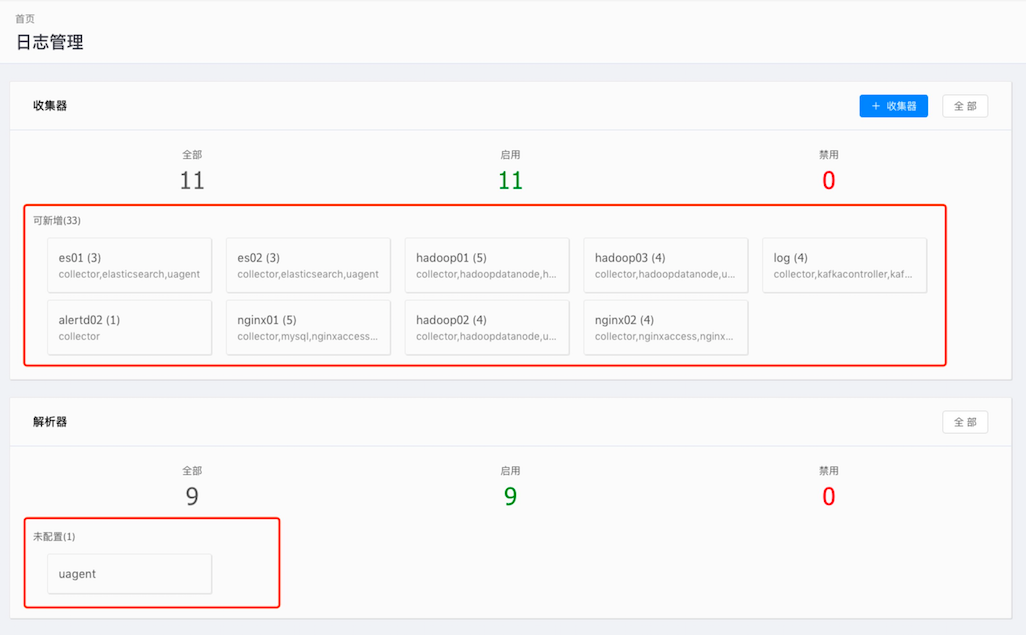 首页
日志管理
收集器
+ 收集器 全 部
全部 启用 禁用
11 11 0
可新增(33)
es01 (3) es02 (3) hadoop01 (5) hadoop03 (4) log (4)
collector,elasticsearch,uagent collector,elasticsearch,uagent collector,hadoopdatanode,h... collector,hadoopdatanode,u... collector,kafkacontroller,kaf...
alertd02 (1) nginx01 (5) hadoop02 (4) nginx02 (4)
collector collector,mysql,nginxaccess... collector,hadoopdatanode,u... collector,nginxaccess,nginx...
解析器
全 部
全部 启用 禁用
9 9 0
未配置(1)
uagent